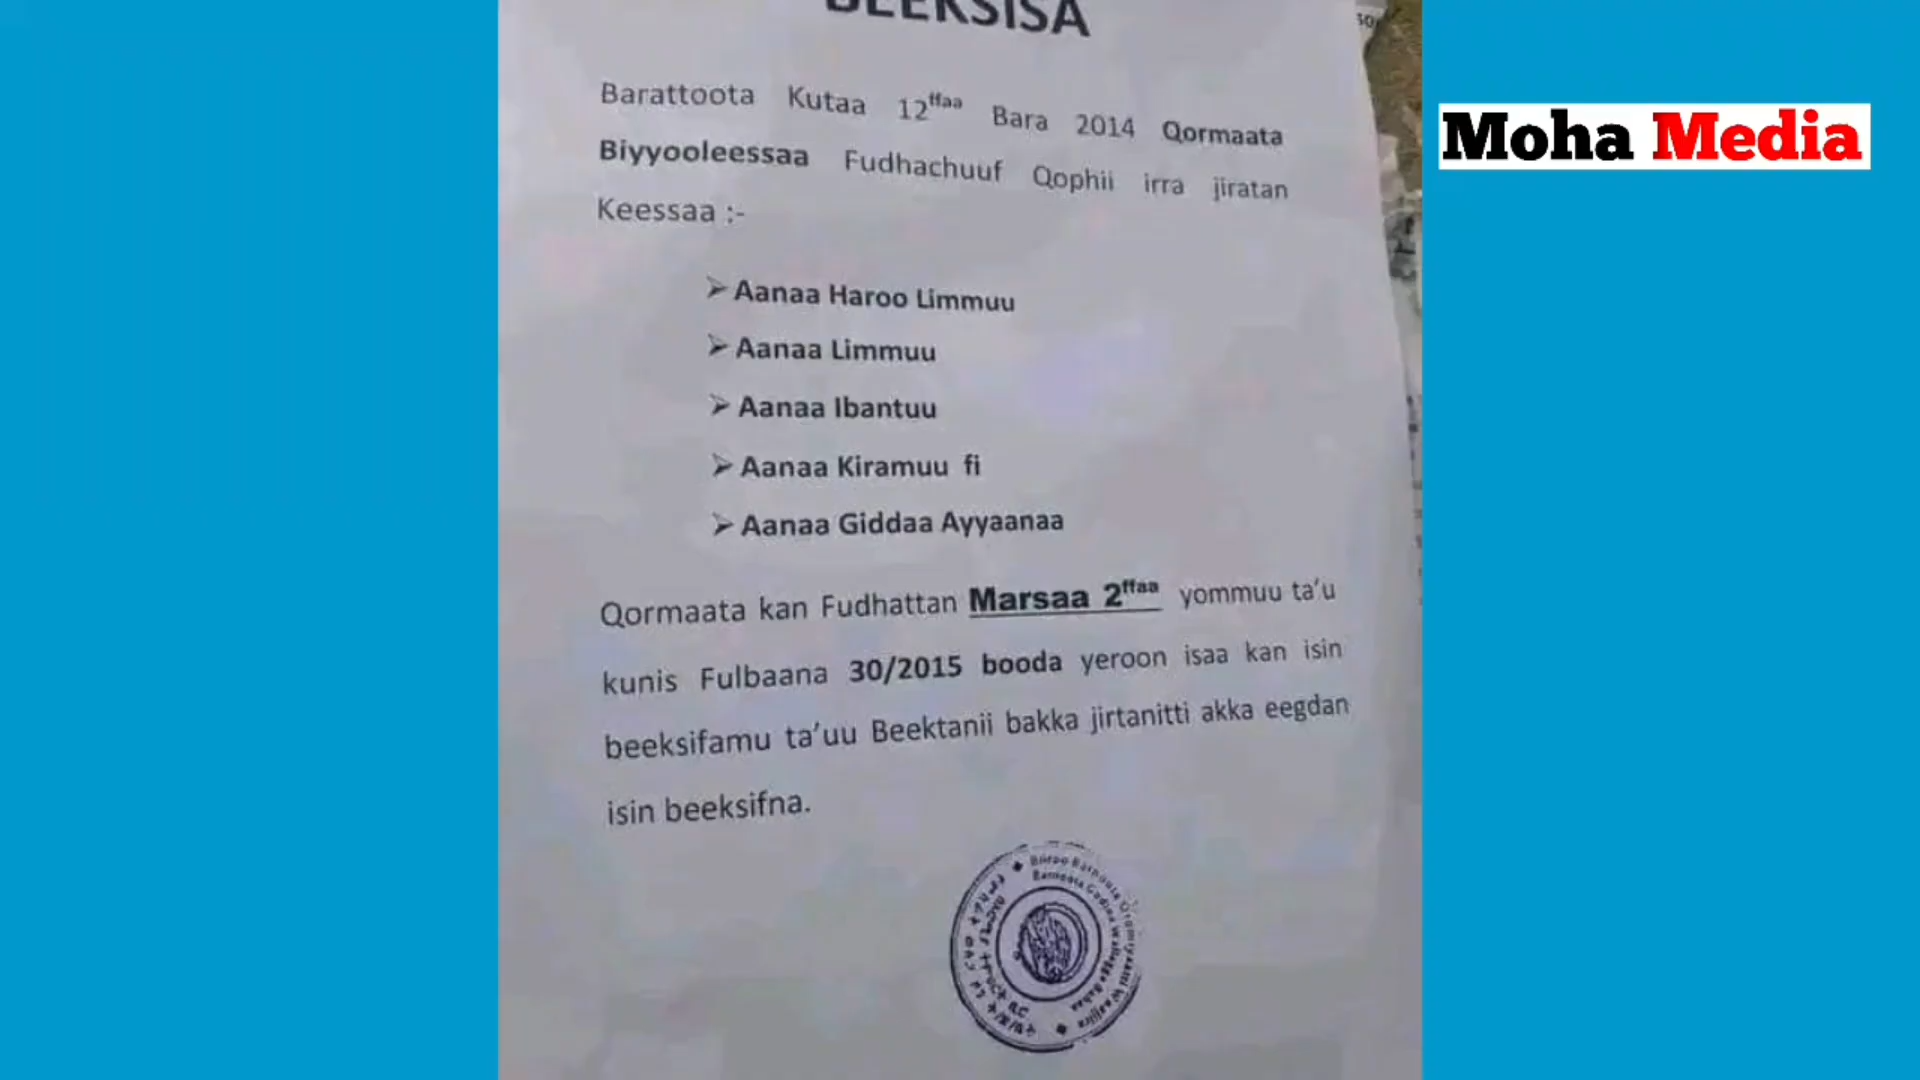 BEEKSISA
Moha Media
Barattoota Kutaa 12ffaa Bara 2014 Qormaata
Biyyooleessaa Fudhachuuf Qophii irra jiratan
Keessaa :-
➢ Aanaa Haroo Limmuu
➢ Aanaa Limmuu
➢ Aanaa Ibantuu
➢ Aanaa Kiramuu fi
➢ Aanaa Giddaa Ayyaanaa
Qormaata kan Fudhattan Marsaa 2ffaa yommuu ta’u
kunis Fulbaana 30/2015 booda yeroon isaa kan isin
beeksifamu ta’uu Beektanii bakka jirtanitti akka eegdan
isin beeksifna.